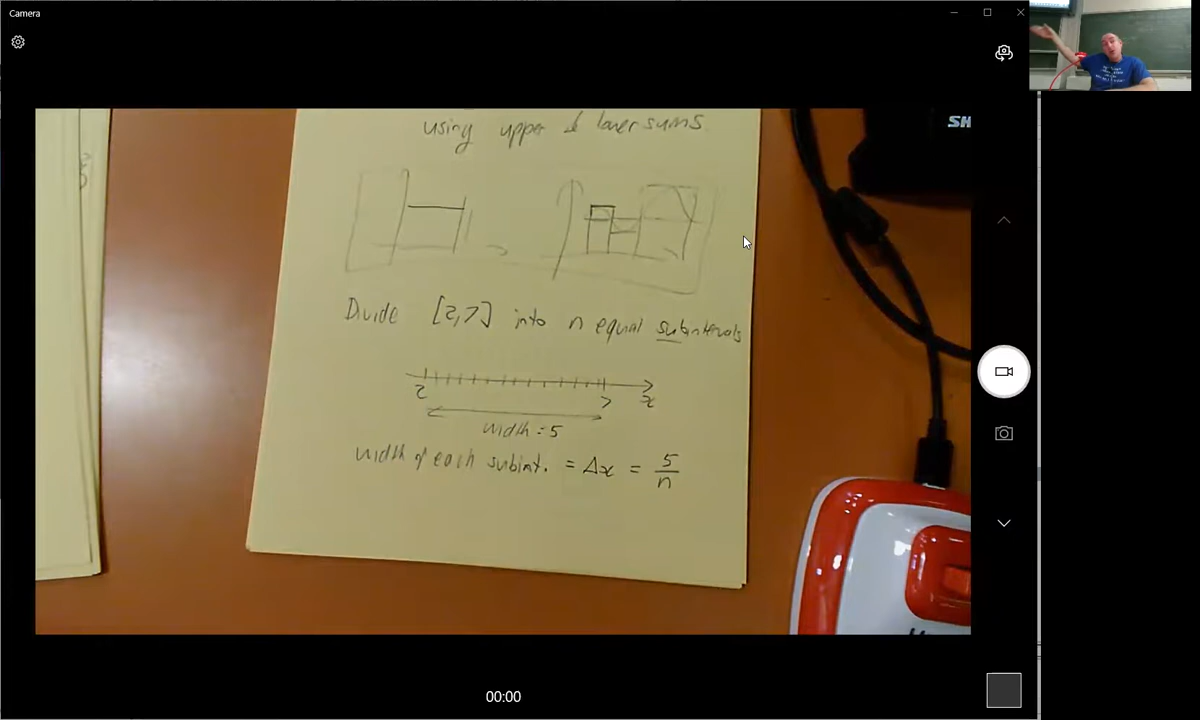 Camera
using upper & lower sums.
SH
Divide [2,7] into n equal subintervals
2 7 x
width = 5
width of each subint. = Δx = 5/n
00:00